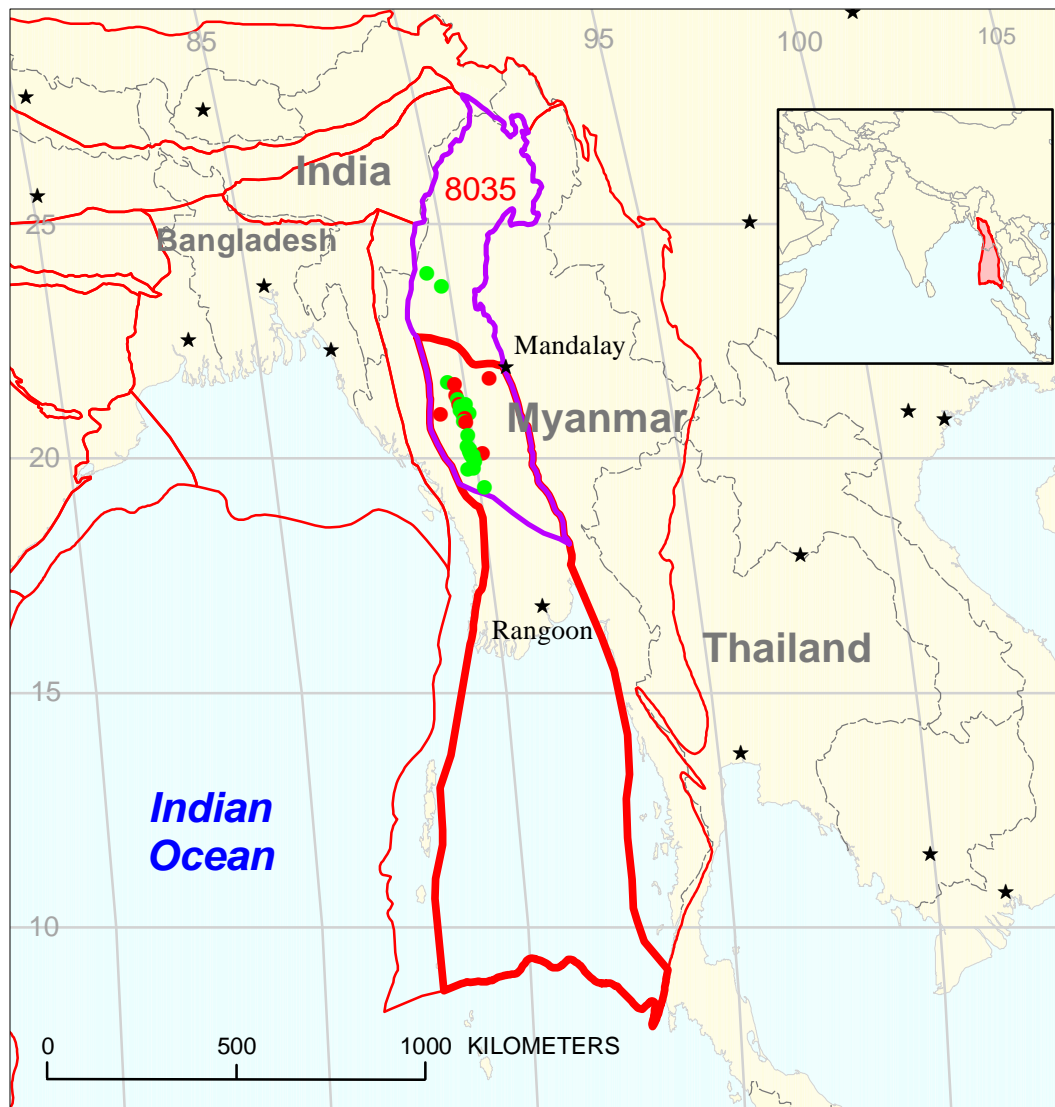 85
95
100
105
India
8035
25
Bangladesh
Mandalay
Myanmar
20
Rangoon
Thailand
15
Indian
Ocean
10
0 500 1000 KILOMETERS